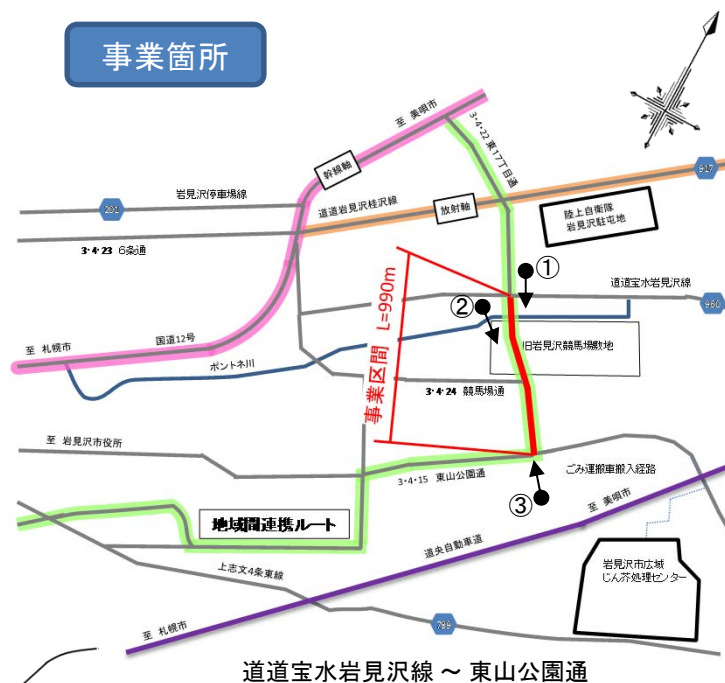 事業箇所
至 美唄市
3・4・22 東17丁目通
幹線軸
917
岩見沢停車場線
201
道道岩見沢桂沢線
放射軸
陸上自衛隊
岩見沢駐屯地
3・4・23 6条通
①
道道宝水岩見沢線
960
②
事業区間 L=990m
旧岩見沢競馬場敷地
国道12号
至 札幌市
ポントネ川
3・4・24 競馬場通
至 岩見沢市役所
ごみ運搬車搬入経路
3・4・15 東山公園通
③
至 美唄市
地域間連携ルート
道央自動車道
上志文4条東線
岩見沢市広域
じん芥処理センター
至 札幌市
道道宝水岩見沢線 ～ 東山公園通